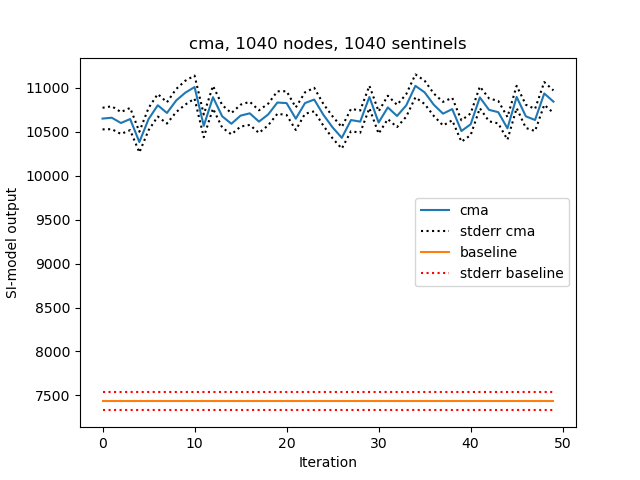 cma, 1040 nodes, 1040 sentinels
SI-model output
11000
10500
10000
9500
9000
8500
8000
7500
cma
stderr cma
baseline
stderr baseline
0 10 20 30 40 50
Iteration